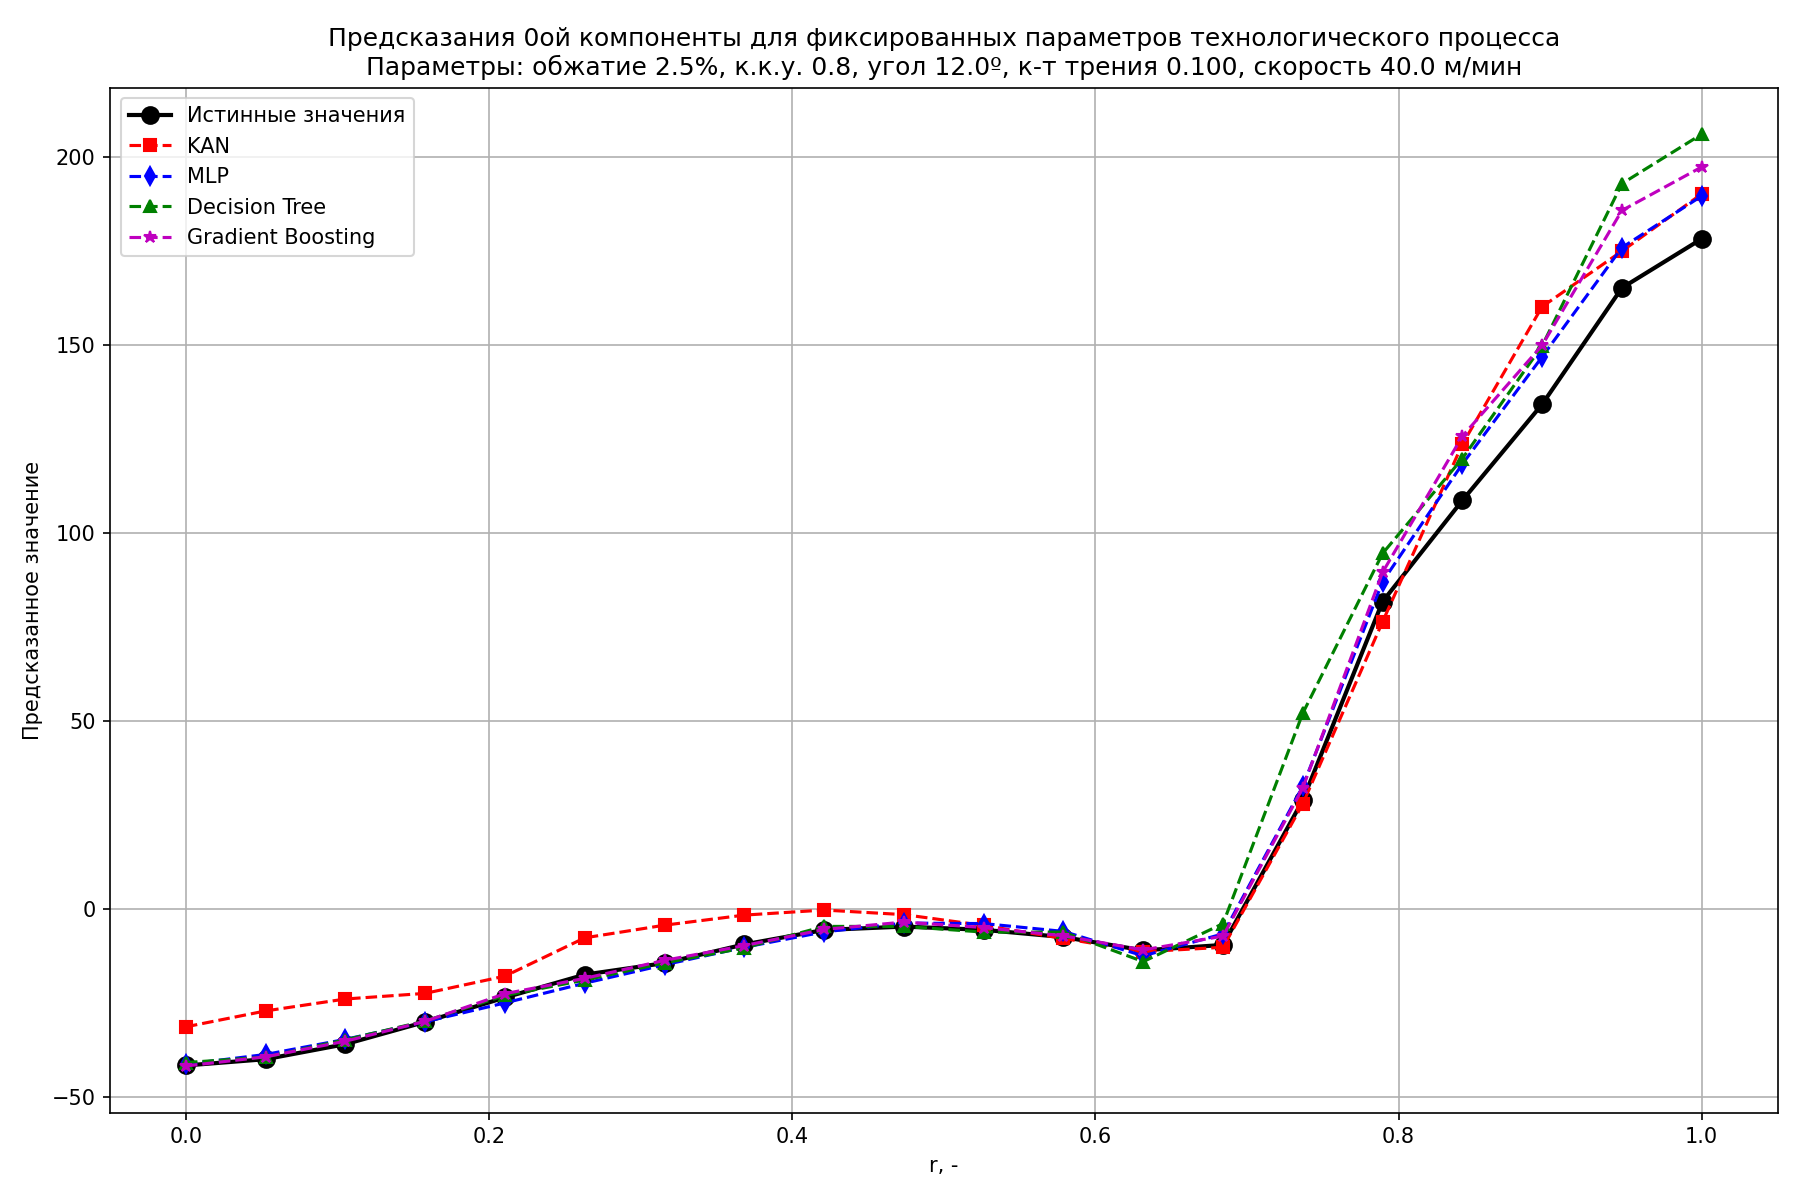 Предсказания 0ой компоненты для фиксированных параметров технологического процесса
Параметры: обжатие 2.5%, к.к.у. 0.8, угол 12.0º, к-т трения 0.100, скорость 40.0 м/мин
Истинные значения
KAN
MLP
Decision Tree
Gradient Boosting
Предсказанное значение
200
150
100
50
0
−50
0.0
0.2
0.4
0.6
0.8
1.0
r, -